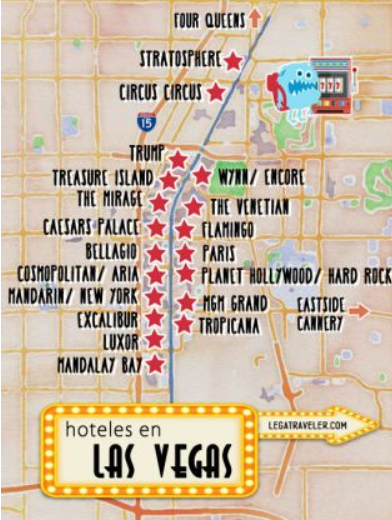 FOUR QUEENS
STRATOSPHERE
CIRCUS CIRCUS
15
TRUMP
TREASURE ISLAND
WYNN/ ENCORE
THE MIRAGE
THE VENETIAN
CAESARS PALACE
FLAMINGO
BELLAGIO
PARIS
COSMOPOLITAN/ ARIA
PLANET HOLLYWOOD/ HARD ROCK
MANDARIN/ NEW YORK
MGM GRAND
EASTSIDE
CANNERY
EXCALIBUR
TROPICANA
LUXOR
MANDALAY BAY
hoteles en
LAS VEGAS
LEGATRAVELER.COM
777